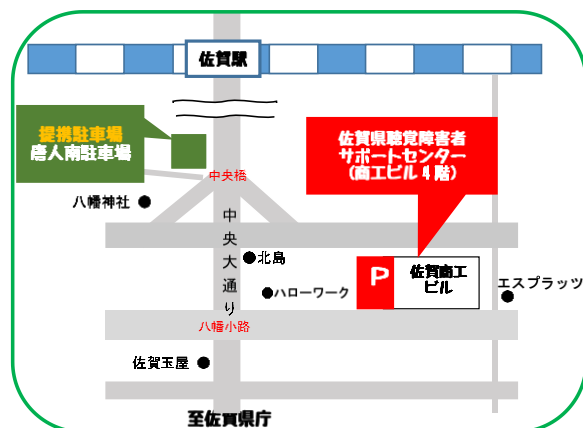 佐賀駅
提携駐車場
唐人南駐車場
佐賀県聴覚障害者
サポートセンター
(商工ビル4階)
中央橋
八幡神社
中央大通り
北島
P
佐賀商工
ビル
エスプラッツ
ハローワーク
八幡小路
佐賀玉屋
至佐賀県庁